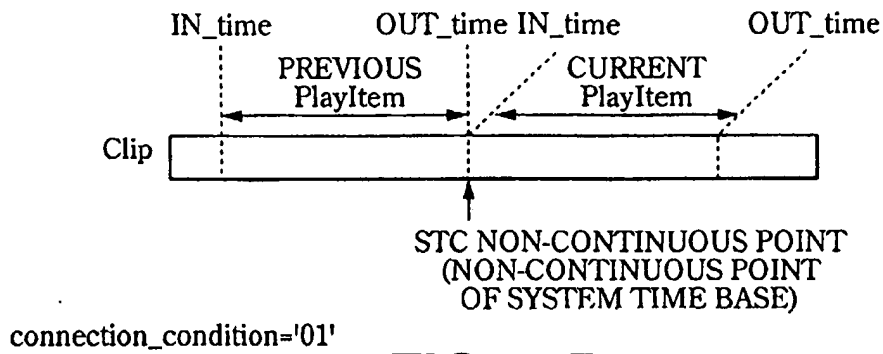 IN_time OUT_time IN_time OUT_time
PREVIOUS
PlayItem
CURRENT
PlayItem
Clip
STC NON-CONTINUOUS POINT
(NON-CONTINUOUS POINT
OF SYSTEM TIME BASE)
connection_condition='01'